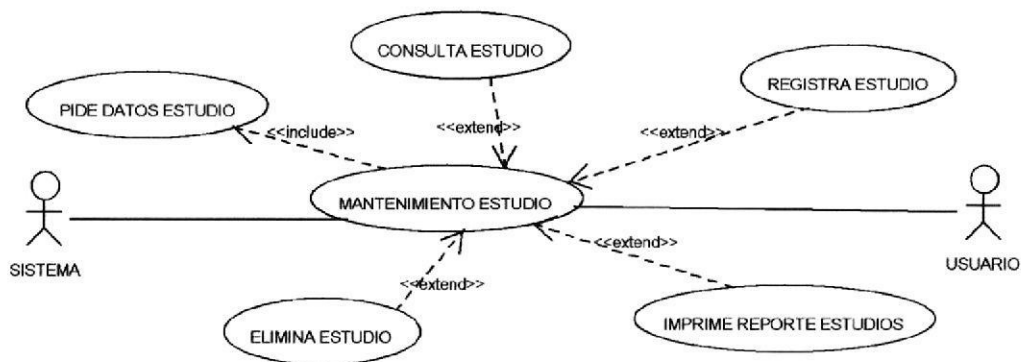 CONSULTA ESTUDIO
PIDE DATOS ESTUDIO
REGISTRA ESTUDIO
<<include>>
<<extend>>
<<extend>>
MANTENIMIENTO ESTUDIO
SISTEMA
USUARIO
<<extend>>
<<extend>>
ELIMINA ESTUDIO
IMPRIME REPORTE ESTUDIOS